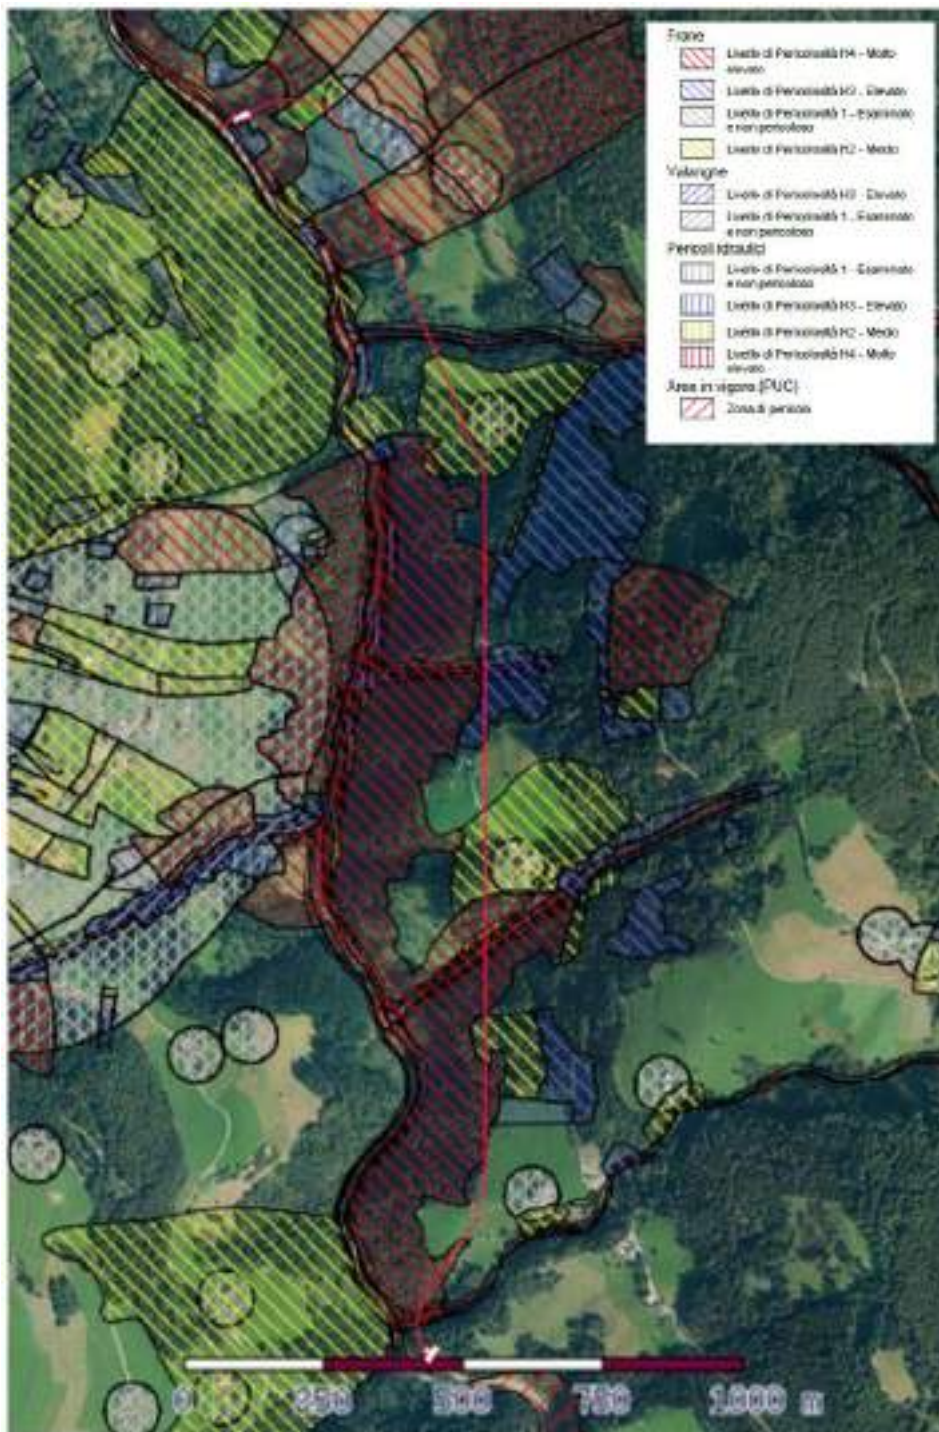 Frane
Livello di Pericolosità H4 - Molto
elevato
Livello di Pericolosità H3 - Elevato
Livello di Pericolosità 1 - Esaminato
e non pericoloso
Livello di Pericolosità H2 - Medio
Valanghe
Livello di Pericolosità H3 - Elevato
Livello di Pericolosità 1 - Esaminato
e non pericoloso
Pericoli idraulici
Livello di Pericolosità 1 - Esaminato
e non pericoloso
Livello di Pericolosità H3 - Elevato
Livello di Pericolosità H2 - Medio
Livello di Pericolosità H4 - Molto
elevato
Aree in vigore (PUC)
Zona di pericolo
0 250 500 750 1000 m